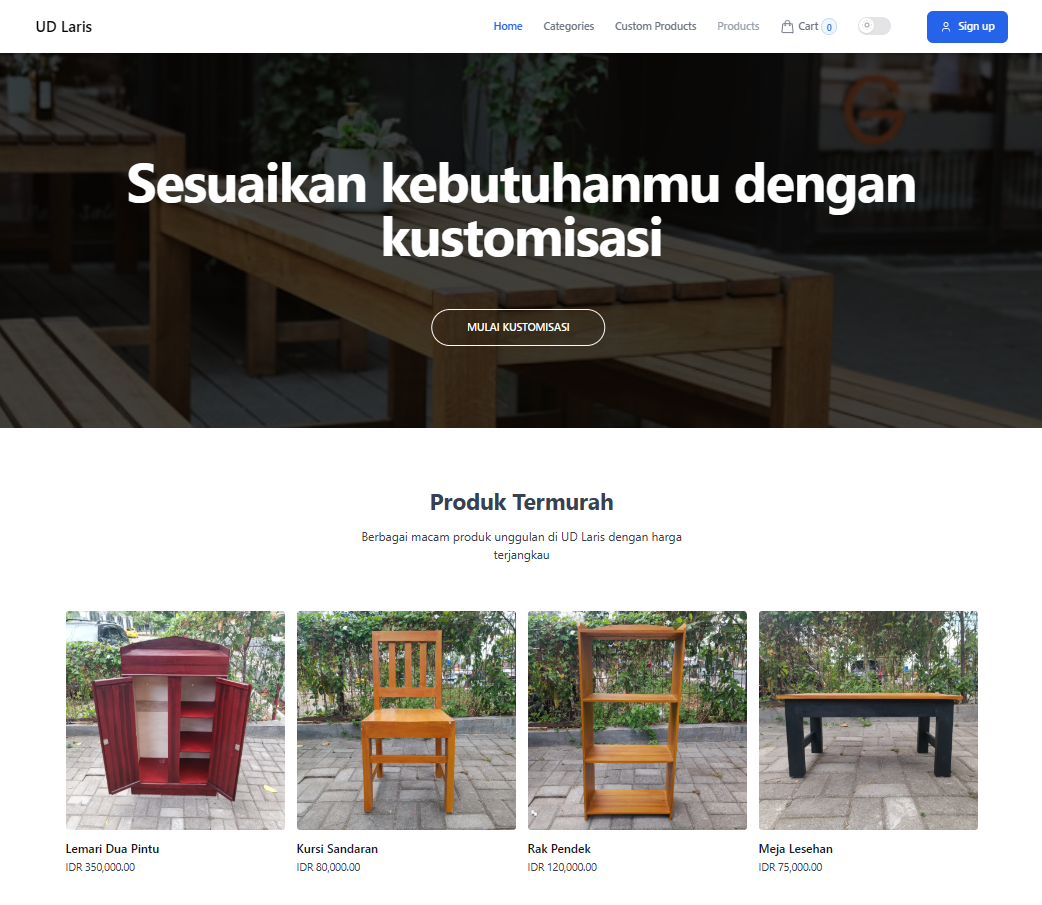 UD Laris
Home Categories Custom Products Products Cart 0 Sign up
Sesuaikan kebutuhanmu dengan
kustomisasi
MULAI KUSTOMISASI
Produk Termurah
Berbagai macam produk unggulan di UD Laris dengan harga
terjangkau
Lemari Dua Pintu
IDR 350,000.00
Kursi Sandaran
IDR 80,000.00
Rak Pendek
IDR 120,000.00
Meja Lesehan
IDR 75,000.00